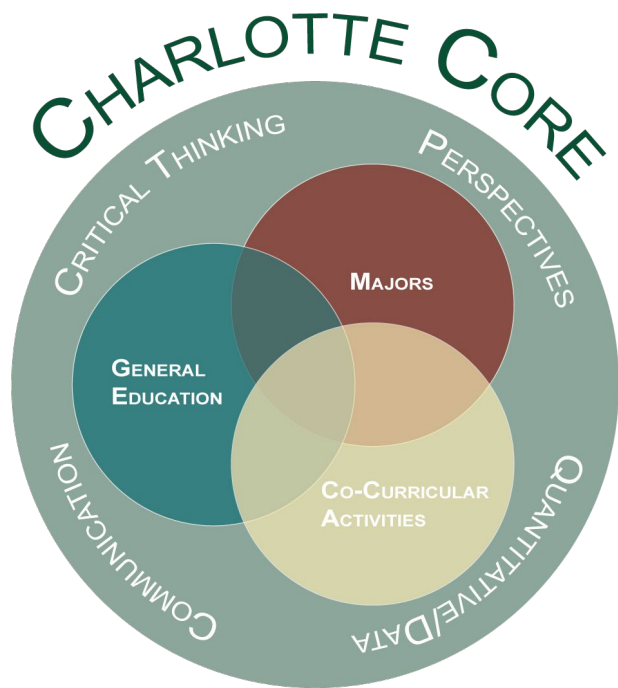 CHARLOTTE CORE
CRITICAL THINKING
PERSPECTIVES
MAJORS
GENERAL
EDUCATION
CO-CURRICULAR
ACTIVITIES
COMMUNICATION
QUANTITATIVE/DATA